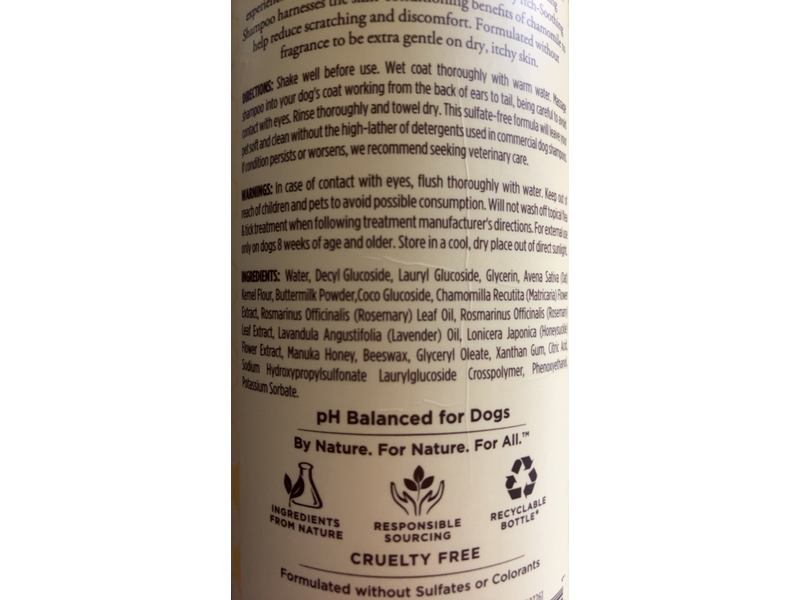 Itch-Soothing
Shampoo harnesses the skin conditioning benefits of chamomile to
help reduce scratching and discomfort. Formulated without
fragrance to be extra gentle on dry, itchy skin.
DIRECTIONS: Shake well before use. Wet coat thoroughly with warm water. Massage
shampoo into your dog's coat working from the back of ears to tail, being careful to avoid
contact with eyes. Rinse thoroughly and towel dry. This sulfate-free formula will leave your
pet soft and clean without the high-lather of detergents used in commercial dog shampoo.
If condition persists or worsens, we recommend seeking veterinary care.
WARNINGS: In case of contact with eyes, flush thoroughly with water. Keep out of
reach of children and pets to avoid possible consumption. Will not wash off topical flea
& tick treatment when following treatment manufacturer's directions. For external use
only on dogs 8 weeks of age and older. Store in a cool, dry place out of direct sunlight.
INGREDIENTS: Water, Decyl Glucoside, Lauryl Glucoside, Glycerin, Avena Sativa (Oat)
Kernel Flour, Buttermilk Powder,Coco Glucoside, Chamomilla Recutita (Matricaria) Flower
Extract, Rosmarinus Officinalis (Rosemary) Leaf Oil, Rosmarinus Officinalis (Rosemary)
Leaf Extract, Lavandula Angustifolia (Lavender) Oil, Lonicera Japonica (Honeysuckle)
Flower Extract, Manuka Honey, Beeswax, Glyceryl Oleate, Xanthan Gum, Citric Acid,
Sodium Hydroxypropylsulfonate Laurylglucoside Crosspolymer, Phenoxyethanol,
Potassium Sorbate.
pH Balanced for Dogs
By Nature. For Nature. For All.™
INGREDIENTS
FROM NATURE
RESPONSIBLE
SOURCING
RECYCLABLE
BOTTLE*
CRUELTY FREE
Formulated without Sulfates or Colorants